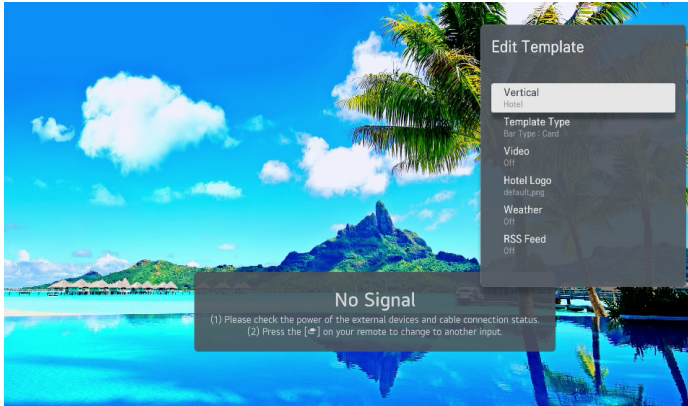 Edit Template
Vertical
Hotel
Template Type
Bar Type : Card
Video
Off
Hotel Logo
default.png
Weather
Off
RSS Feed
Off
No Signal
(1) Please check the power of the external devices and cable connection status.
(2) Press the [ ] on your remote to change to another input.